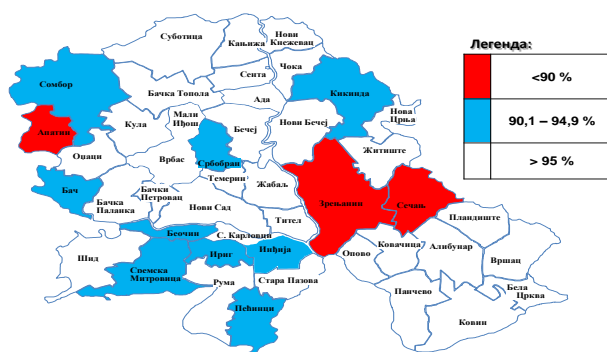 Суботица
Кањижа
Нови
Кнежевац
Сомбор
Бачка Топола
Сента
Чока
Кикинда
Ада
Апатин
Кула
Мали
Иђош
Бечеј
Нови Бечеј
Нова
Црња
Оџаци
Врбас
Србобран
Житиште
Темерин
Жабаљ
Бач
Бачка
Паланка
Бачки
Петровац
Нови Сад
Зрењанин
Сечањ
Тител
Пландиште
Беочин
С. Карловци
Шид
Сремска
Митровица
Ириг
Инђија
Опово
Ковачица
Алибунар
Вршац
Рума
Стара Пазова
Панчево
Бела
Црква
Пећинци
Ковин
Легенда:
<90 %
90,1 – 94,9 %
> 95 %